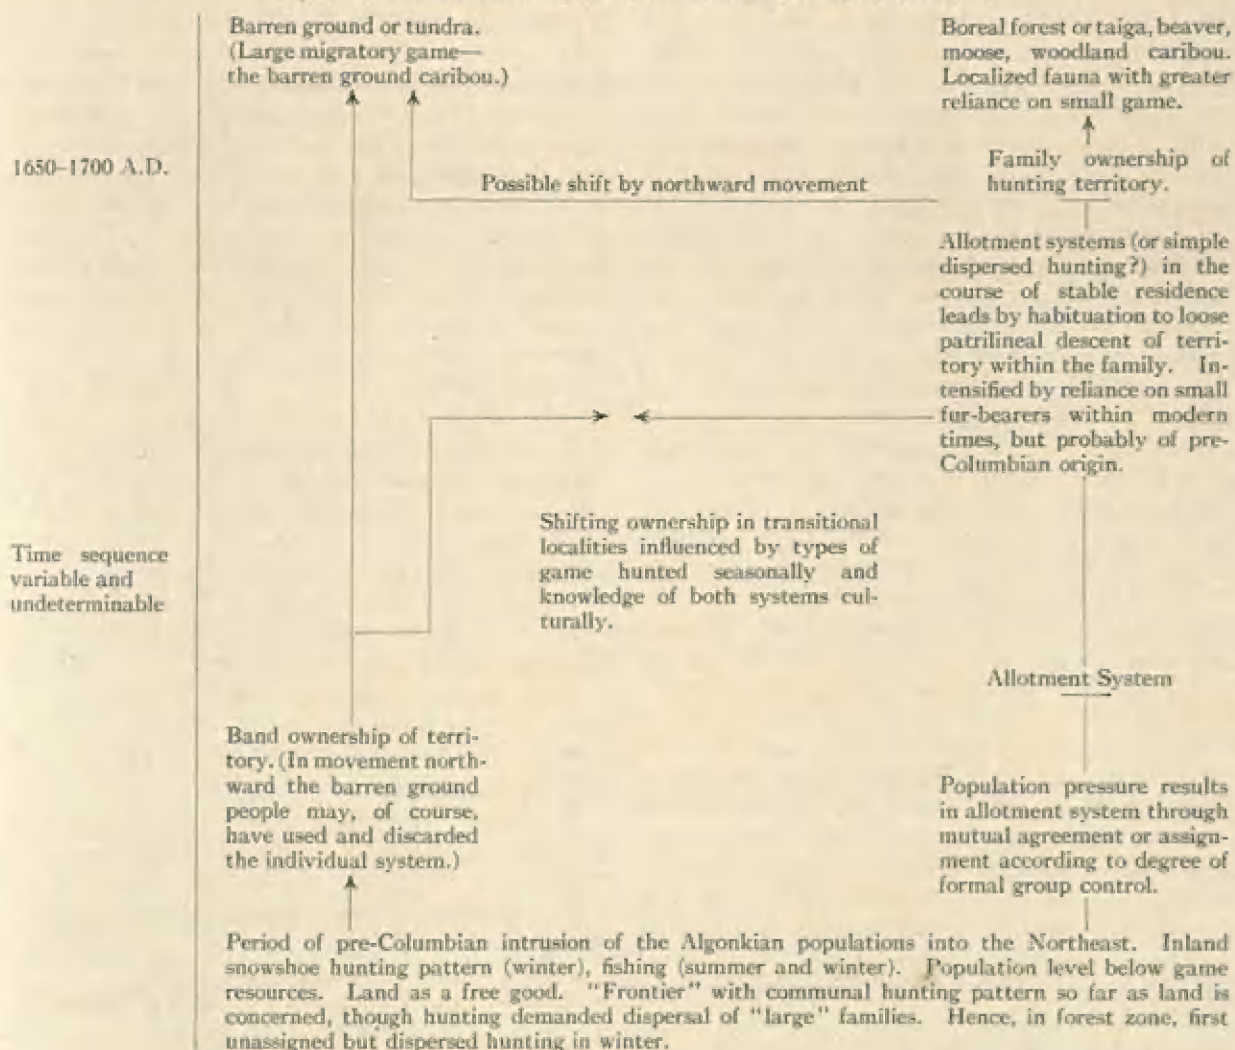 Barren ground or tundra.
(Large migratory game—
the barren ground caribou.)
Boreal forest or taiga, beaver,
moose, woodland caribou.
Localized fauna with greater
reliance on small game.
1650–1700 A.D.
Family ownership of
hunting territory.
Possible shift by northward movement
Allotment systems (or simple
dispersed hunting?) in the
course of stable residence
leads by habituation to loose
patrilineal descent of terri-
tory within the family. In-
tensified by reliance on small
fur-bearers within modern
times, but probably of pre-
Columbian origin.
Shifting ownership in transitional
localities influenced by types of
game hunted seasonally and
knowledge of both systems cul-
turally.
Time sequence
variable and
undeterminable
Allotment System
Band ownership of terri-
tory. (In movement north-
ward the barren ground
people may, of course,
have used and discarded
the individual system.)
Population pressure results
in allotment system through
mutual agreement or assign-
ment according to degree of
formal group control.
Period of pre-Columbian intrusion of the Algonkian populations into the Northeast. Inland
snowshoe hunting pattern (winter), fishing (summer and winter). Population level below game
resources. Land as a free good. "Frontier" with communal hunting pattern so far as land is
concerned, though hunting demanded dispersal of "large" families. Hence, in forest zone, first
unassigned but dispersed hunting in winter.